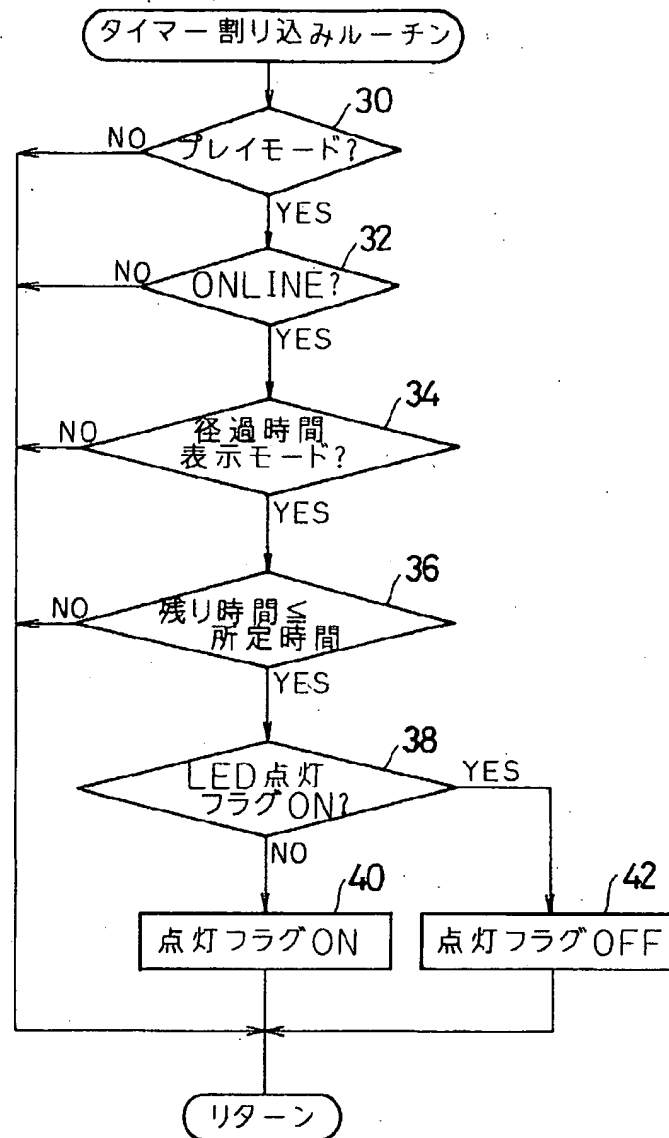 タイマー割り込みルーチン
30
プレイモード?
NO
YES
32
ONLINE?
NO
YES
34
経過時間
表示モード?
NO
YES
36
残り時間≦
所定時間
NO
YES
38
LED点灯
フラグON?
YES
NO
40
点灯フラグON
42
点灯フラグOFF
リターン